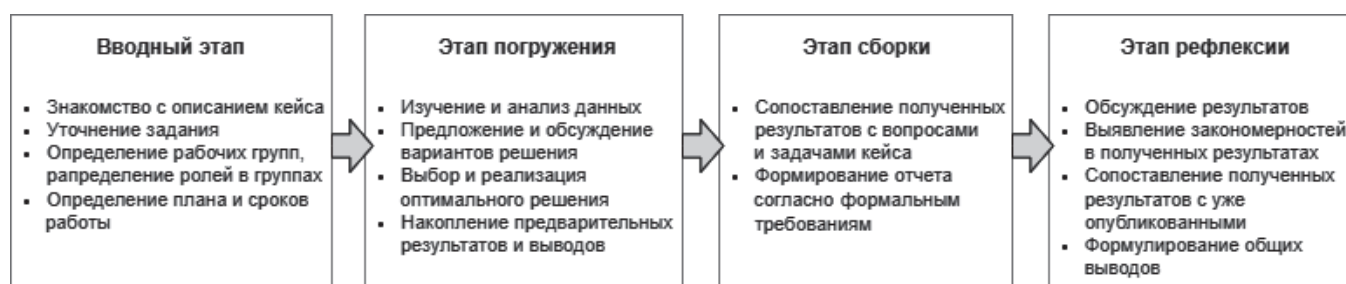 Вводный этап
▪ Знакомство с описанием кейса
▪ Уточнение задания
▪ Определение рабочих групп,
рапределение ролей в группах
▪ Определение плана и сроков
работы
Этап погружения
▪ Изучение и анализ данных
▪ Предложение и обсуждение
вариантов решения
▪ Выбор и реализация
оптимального решения
▪ Накопление предварительных
результатов и выводов
Этап сборки
▪ Сопоставление полученных
результатов с вопросами
и задачами кейса
▪ Формирование отчета
согласно формальным
требованиям
Этап рефлексии
▪ Обсуждение результатов
▪ Выявление закономерностей
в полученных результатах
▪ Сопоставление полученных
результатов с уже
опубликованными
▪ Формулирование общих
выводов